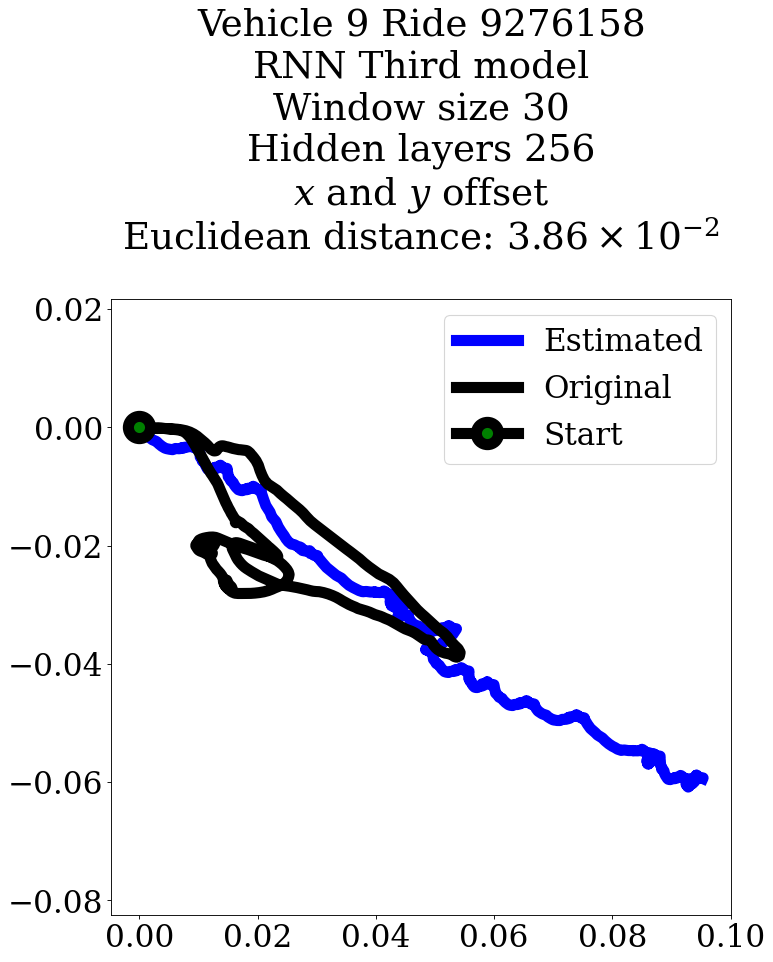 Vehicle 9 Ride 9276158
RNN Third model
Window size 30
Hidden layers 256
x and y offset
Euclidean distance: 3.86 × 10⁻²
Estimated
Original
Start
0.02
0.00
−0.02
−0.04
−0.06
−0.08
0.00 0.02 0.04 0.06 0.08 0.10